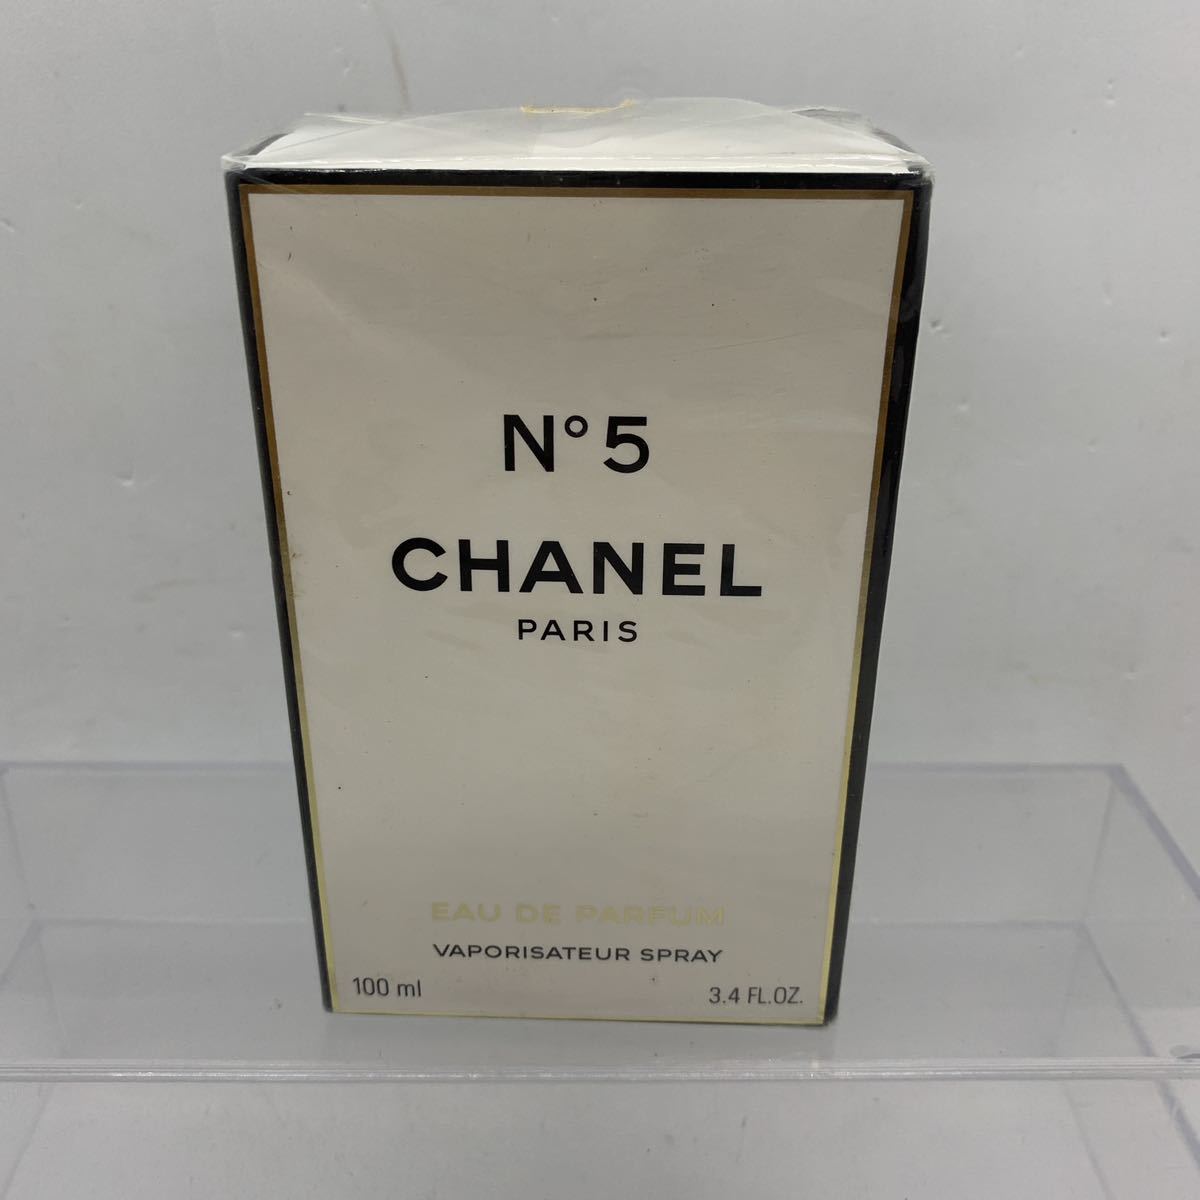 N°5
CHANEL
PARIS
EAU DE PARFUM
VAPORISATEUR SPRAY
100 ml
3.4 FL.OZ.